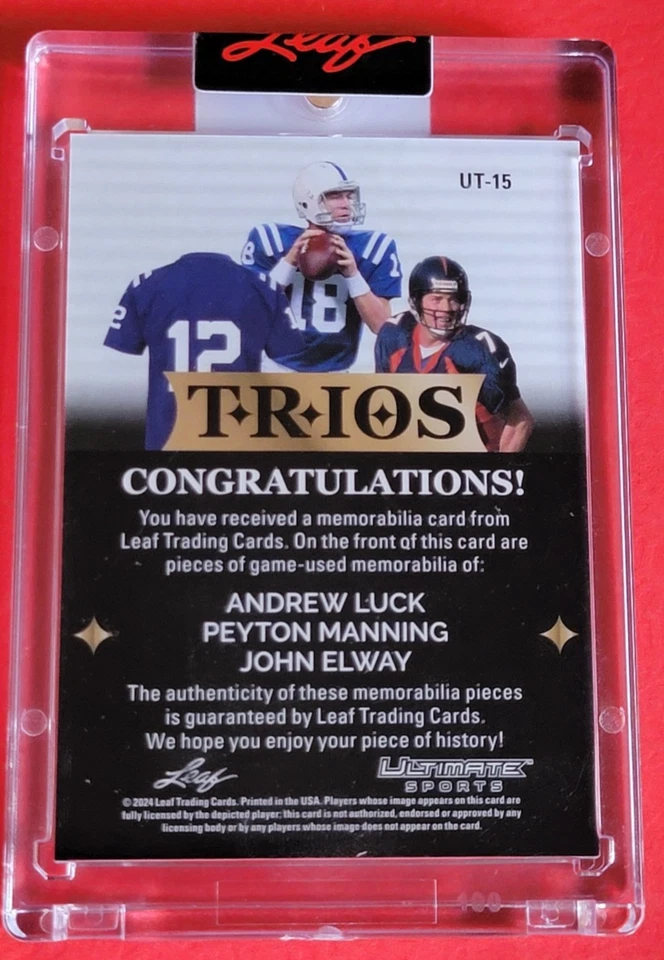 Leaf
UT-15
2
12
18
18
7
TRIOS
CONGRATULATIONS!
You have received a memorabilia card from
Leaf Trading Cards. On the front of this card are
pieces of game-used memorabilia of:
ANDREW LUCK
PEYTON MANNING
JOHN ELWAY
The authenticity of these memorabilia pieces
is guaranteed by Leaf Trading Cards.
We hope you enjoy your piece of history!
Leaf
ULTIMATE
SPORTS
© 2024 Leaf Trading Cards. Printed in the USA. Players whose image appears on this card are
fully licensed by the depicted player; this card is not authorized, endorsed or approved by any
licensing body or by any players whose image does not appear on the card.